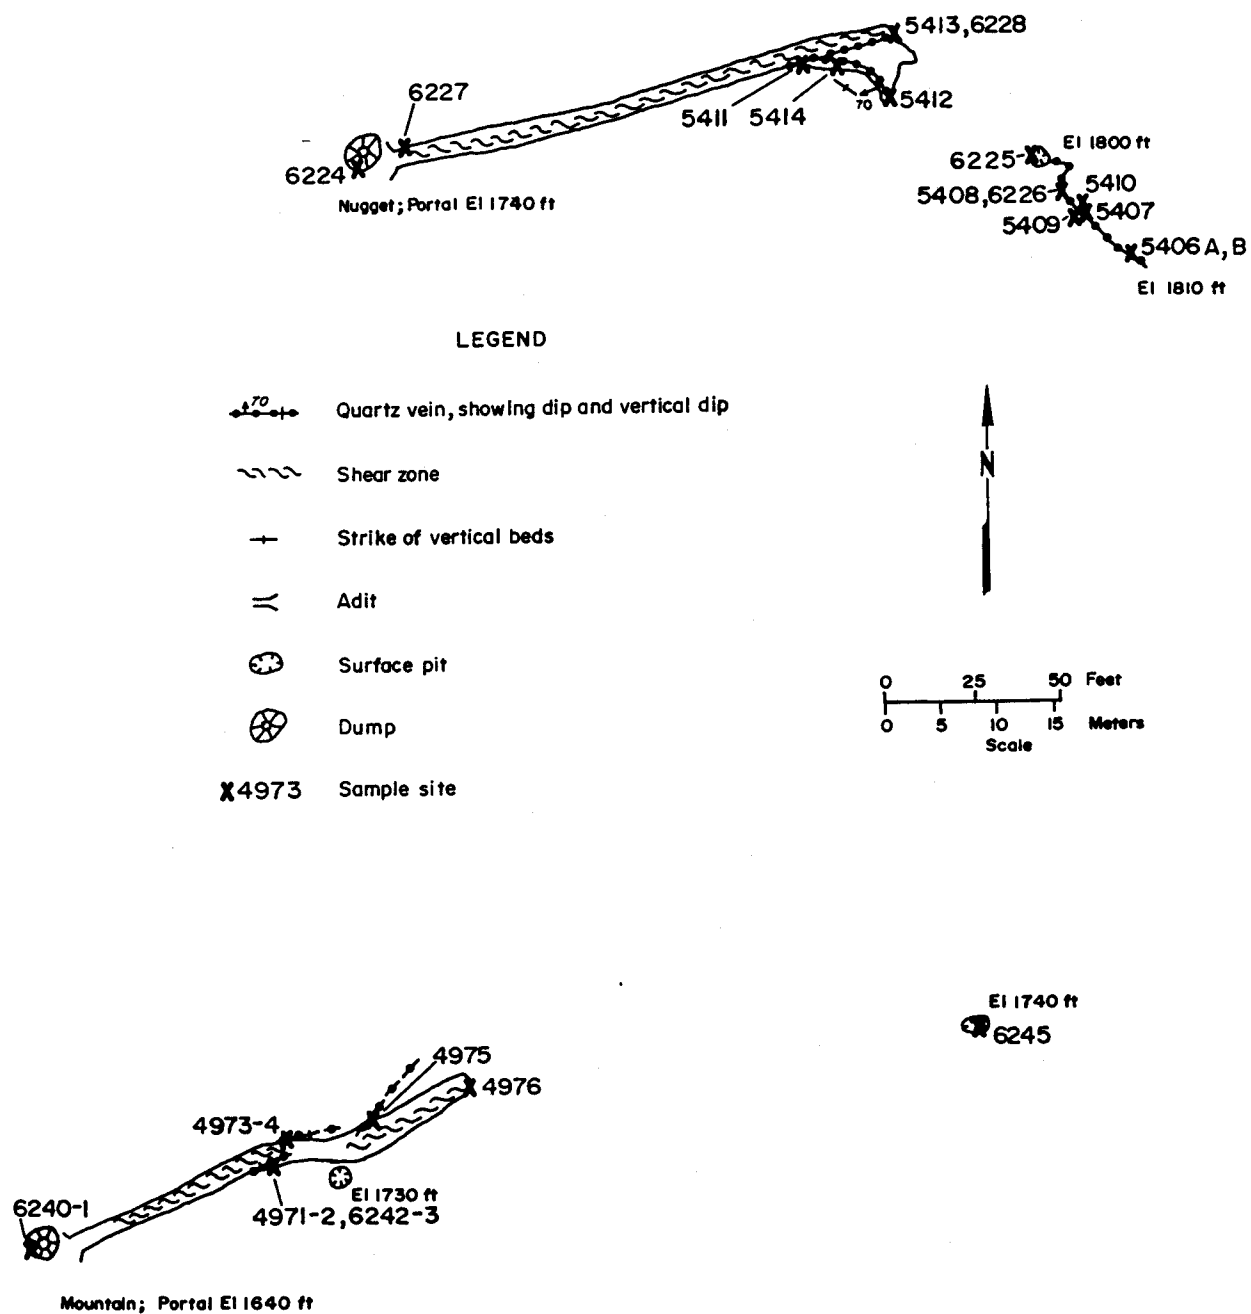 5413,6228
6227
5411 5414
70
5412
6224
Nugget; Portal El 1740 ft
El 1800 ft
6225
5410
5408,6226
5407
5409
5406 A, B
El 1810 ft
LEGEND
70
Quartz vein, showing dip and vertical dip
Shear zone
Strike of vertical beds
Adit
Surface pit
Dump
X 4973 Sample site
N
0 25 50 Feet
0 5 10 15 Meters
Scale
El 1740 ft
6245
4975
4976
4973-4
El 1730 ft
4971-2, 6242-3
6240-1
Mountain; Portal El 1640 ft